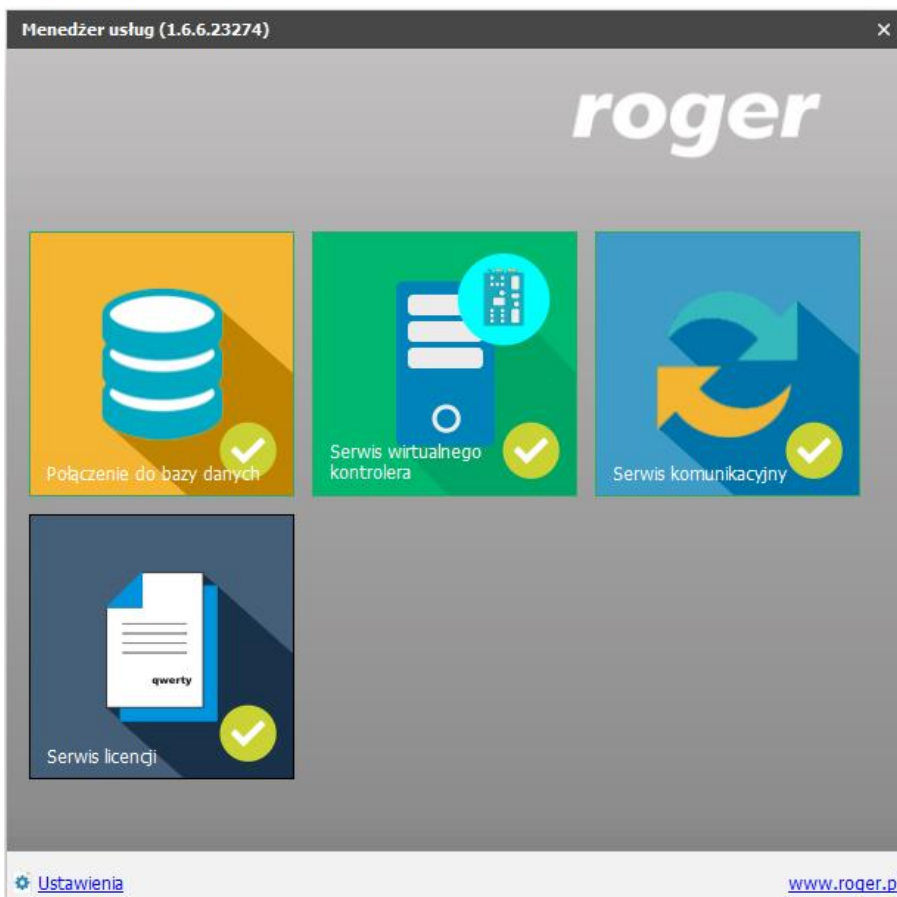 Menedżer usług (1.6.6.23274)
roger
Połączenie do bazy danych
Serwis wirtualnego
kontrolera
Serwis komunikacyjny
qwerty
Serwis licencji
Ustawienia
www.roger.p